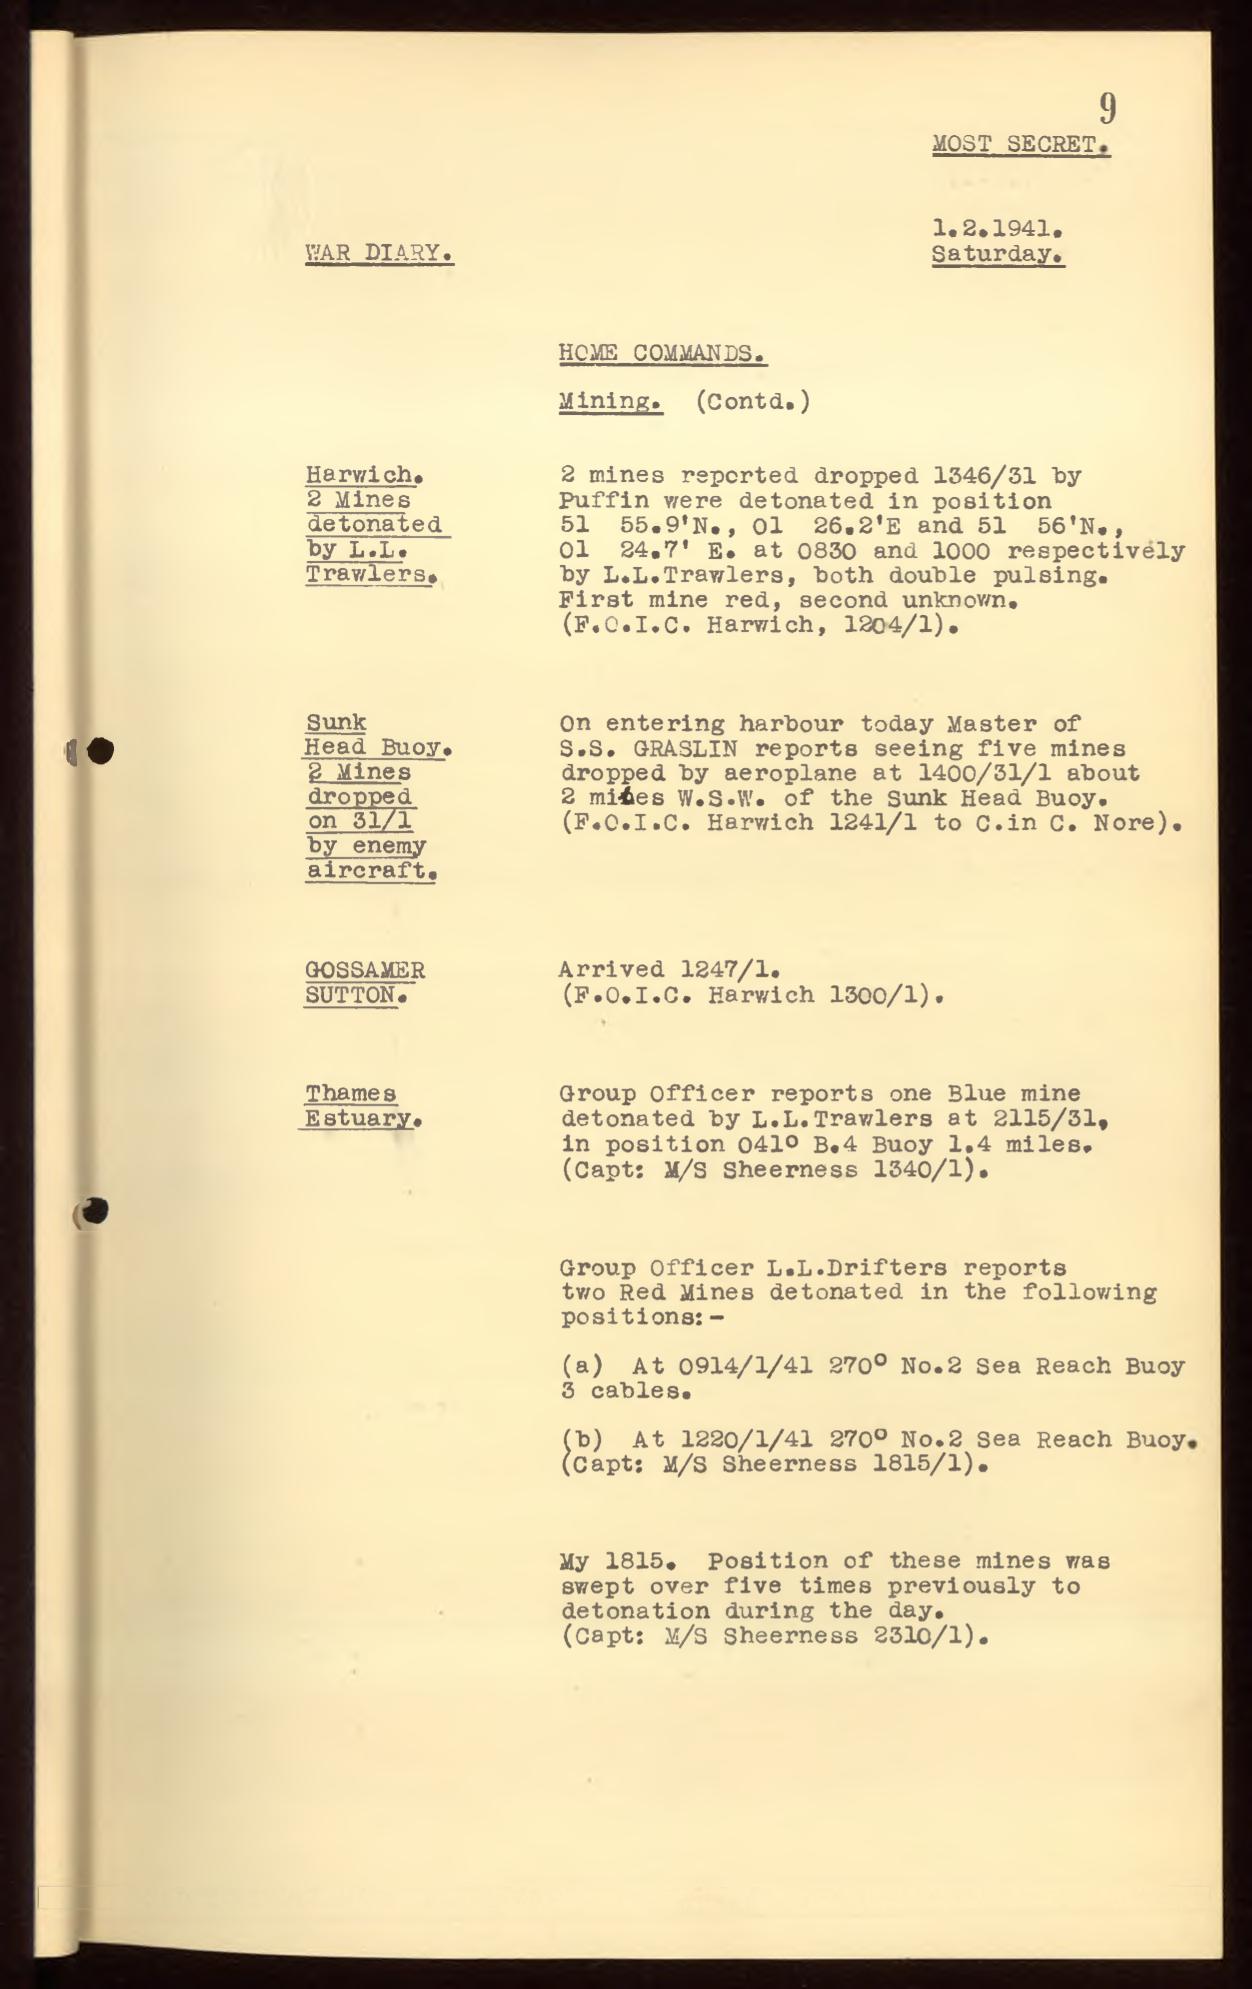 9
MOST SECRET.
1.2.1941.
Saturday.
WAR DIARY.
HOME COMMANDS.
Mining. (Contd.)
Harwich.
2 Mines
detonated
by L.L.
Trawlers.
2 mines reported dropped 1346/31 by
Puffin were detonated in position
51 55.9'N., 01 26.2'E and 51 56'N.,
01 24.7' E. at 0830 and 1000 respectively
by L.L.Trawlers, both double pulsing.
First mine red, second unknown.
(F.O.I.C. Harwich, 1204/1).
Sunk
Head Buoy.
2 Mines
dropped
on 31/1
by enemy
aircraft.
On entering harbour today Master of
S.S. GRASLIN reports seeing five mines
dropped by aeroplane at 1400/31/1 about
2 miles W.S.W. of the Sunk Head Buoy.
(F.O.I.C. Harwich 1241/1 to C.in C. Nore).
GOSSAMER
SUTTON.
Arrived 1247/1.
(F.O.I.C. Harwich 1300/1).
Thames
Estuary.
Group Officer reports one Blue mine
detonated by L.L.Trawlers at 2115/31,
in position 041° B.4 Buoy 1.4 miles.
(Capt: M/S Sheerness 1340/1).
Group Officer L.L.Drifters reports
two Red Mines detonated in the following
positions:-
(a) At 0914/1/41 270° No.2 Sea Reach Buoy
3 cables.
(b) At 1220/1/41 270° No.2 Sea Reach Buoy.
(Capt: M/S Sheerness 1815/1).
My 1815. Position of these mines was
swept over five times previously to
detonation during the day.
(Capt: M/S Sheerness 2310/1).